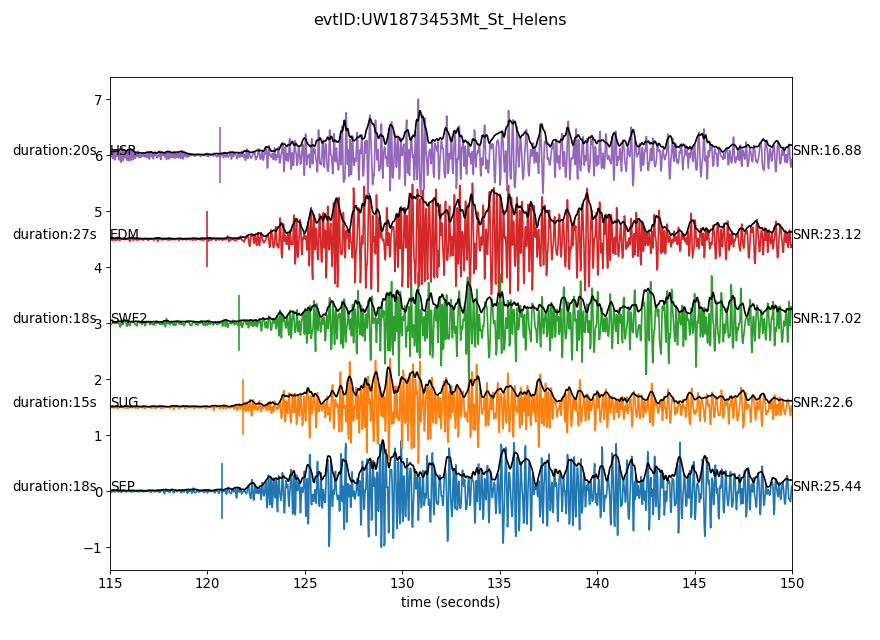 evtID:UW1873453Mt_St_Helens
7
duration:20s HSR SNR:16.88
6
5
duration:27s EDM SNR:23.12
4
duration:18s SWF2 SNR:17.02
3
2
duration:15s SUG SNR:22.6
1
duration:18s SEP SNR:25.44
0
−1
115 120 125 130 135 140 145 150
time (seconds)